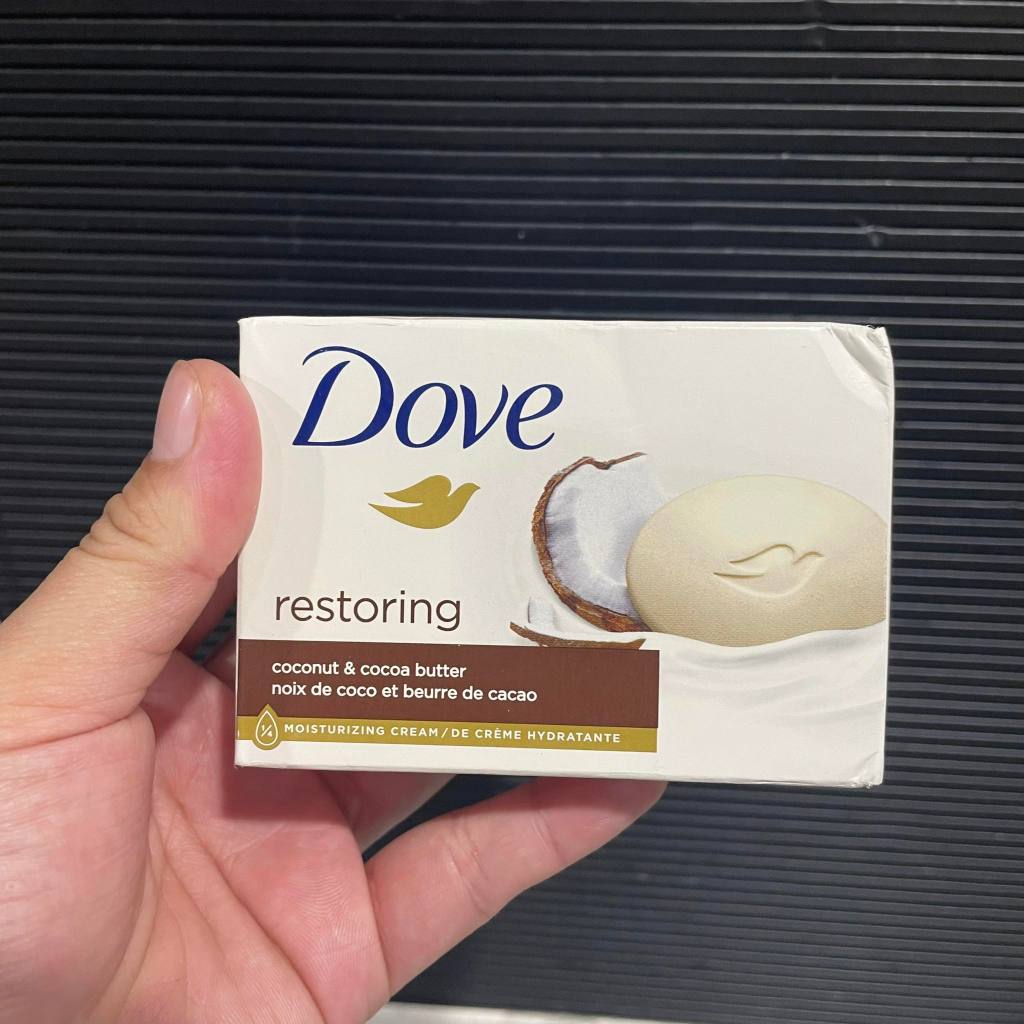 Dove
restoring
coconut & cocoa butter
noix de coco et beurre de cacao
1/4 MOISTURIZING CREAM / DE CRÈME HYDRATANTE